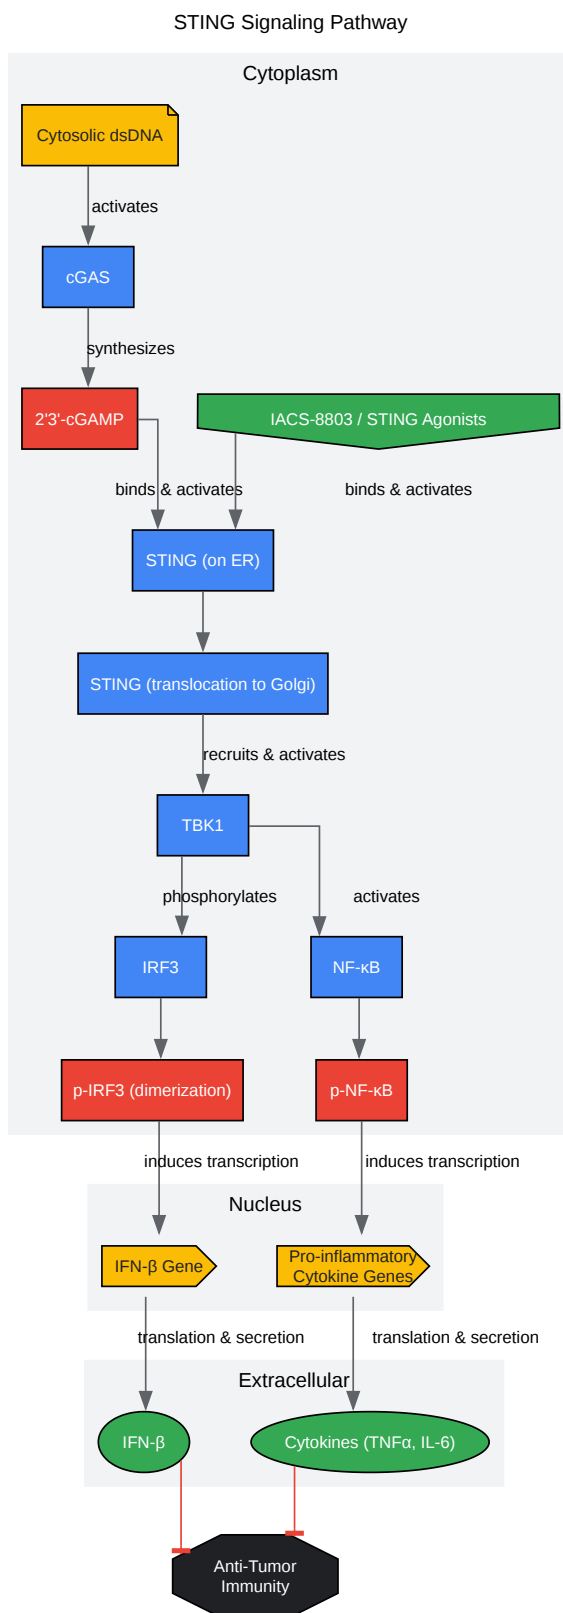 STING Signaling Pathway
Cytoplasm
Cytosolic dsDNA
activates
cGAS
synthesizes
2'3'-cGAMP
IACS-8803 / STING Agonists
binds & activates
binds & activates
STING (on ER)
STING (translocation to Golgi)
recruits & activates
TBK1
phosphorylates
activates
IRF3
NF-κB
p-IRF3 (dimerization)
p-NF-κB
induces transcription
induces transcription
Nucleus
IFN-β Gene
Pro-inflammatory
Cytokine Genes
translation & secretion
translation & secretion
Extracellular
IFN-β
Cytokines (TNFα, IL-6)
Anti-Tumor
Immunity